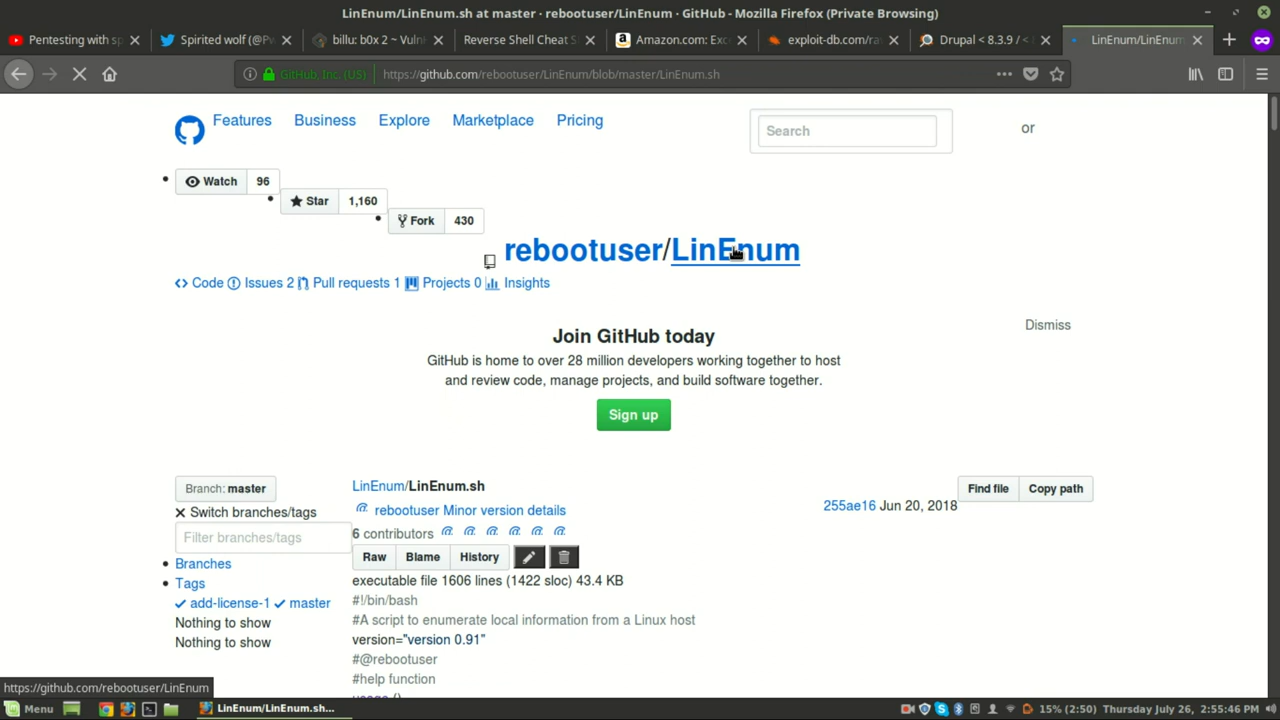 LinEnum/LinEnum.sh at master · rebootuser/LinEnum · GitHub - Mozilla Firefox (Private Browsing)
Pentesting with sp
Spirited wolf (@Pw
billu: b0x 2 ~ Vuln
Reverse Shell Cheat S
Amazon.com: Exc
exploit-db.com/ra
Drupal < 8.3.9 / <
LinEnum/LinEnum
GitHub, Inc. (US)
https://github.com/rebootuser/LinEnum/blob/master/LinEnum.sh
Features Business Explore Marketplace Pricing
Search
or
Watch 96
Star 1,160
Fork 430
rebootuser/LinEnum
Code Issues 2 Pull requests 1 Projects 0 Insights
Join GitHub today
Dismiss
GitHub is home to over 28 million developers working together to host
and review code, manage projects, and build software together.
Sign up
Branch: master
Switch branches/tags
Filter branches/tags
Branches
Tags
add-license-1 master
Nothing to show
Nothing to show
LinEnum/LinEnum.sh
rebootuser Minor version details
255ae16 Jun 20, 2018
Find file Copy path
6 contributors
Raw Blame History
executable file 1606 lines (1422 sloc) 43.4 KB
#!/bin/bash
#A script to enumerate local information from a Linux host
version="version 0.91"
#@rebootuser
#help function
usage ()
https://github.com/rebootuser/LinEnum
Menu
LinEnum/LinEnum.sh...
15% (2:50) Thursday July 26, 2:55:46 PM